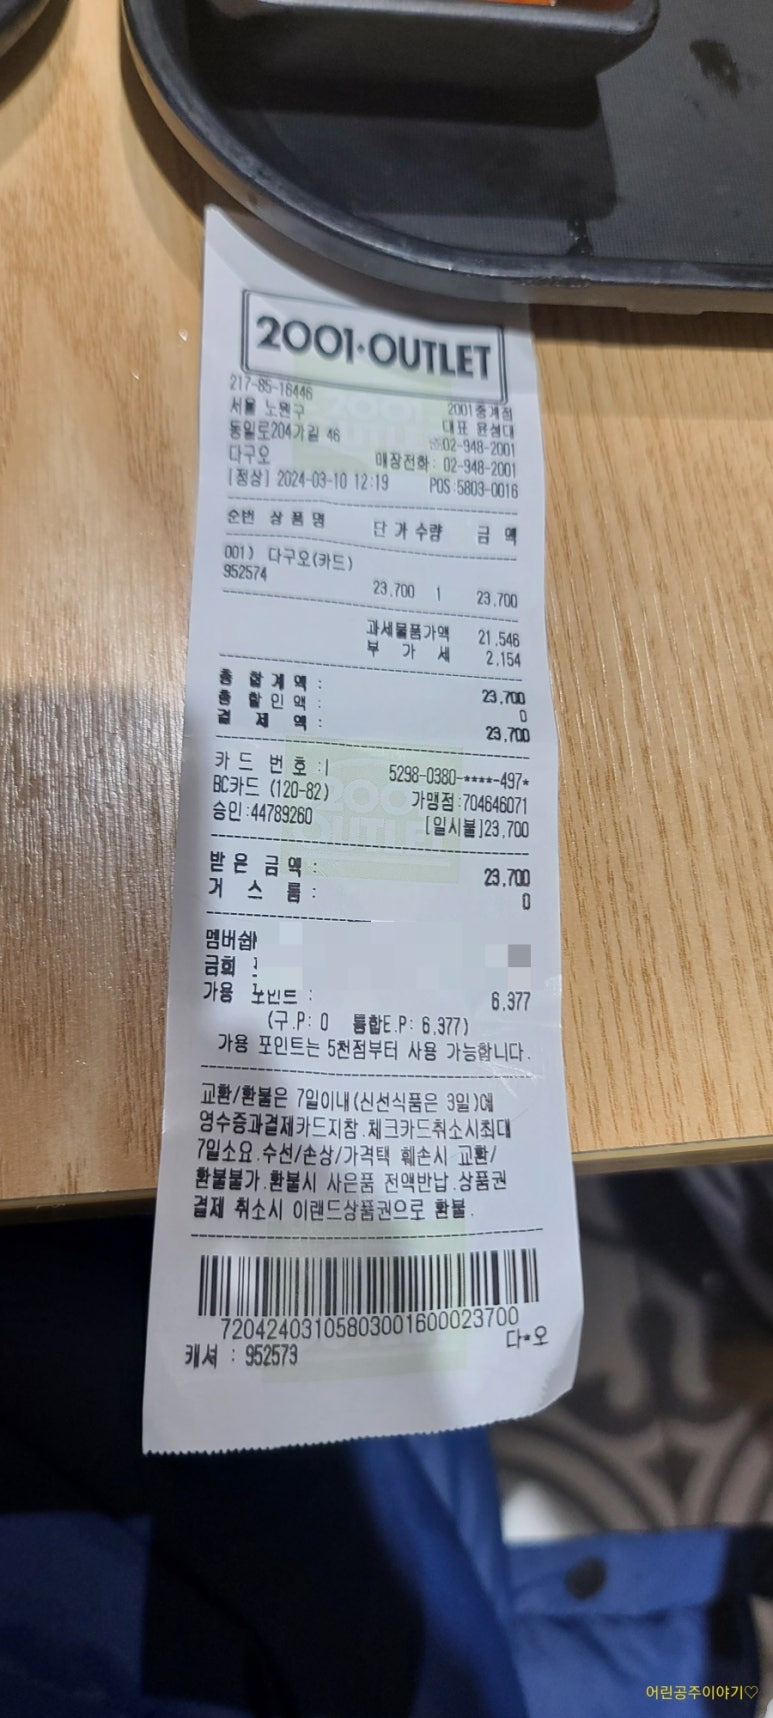 2001·OUTLET
217-85-16446 2001중계점
서울 노원구 대표 윤성대
동일로204가길 46 ☏:02-948-2001
다구오 매장전화: 02-948-2001
[정상] 2024-03-10 12:19 POS:5803-0016
순번 상 품 명 단 가 수량 금 액
001) 다구오(카드)
952574
23,700 1 23,700
과세물품가액 21,546
부 가 세 2,154
총 합 계 액 : 23,700
총 할 인 액 : 0
결 제 액 : 23,700
카 드 번 호 :I 5298-0380-****-497*
BC카드 (120-82) 가맹점:704646071
승인:44789260 [일시불]23,700
받 은 금 액 : 23,700
거 스 름 : 0
멤버쉽
금회
가용 포인트 : 6,377
(구.P: 0 통합E.P: 6,377)
가용 포인트는 5천점부터 사용 가능합니다.
교환/환불은 7일이내(신선식품은 3일)에
영수증과결제카드지참.체크카드취소시최대
7일소요.수선/손상/가격택 훼손시 교환/
환불불가.환불시 사은품 전액반납.상품권
결제 취소시 이랜드상품권으로 환불.
72042403105803001600023700
다*오
캐셔 : 952573
어린공주이야기♡